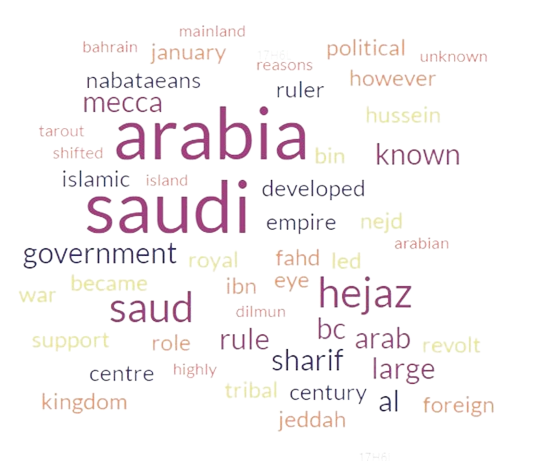 mainland
bahrain january political
reasons unknown
nabataeans ruler however
mecca hussein
arabia
tarout bin known
shifted
islamic island developed
saudi empire nejd
arabian
government royal fahd led
became ibn eye hejaz
war saud
dilmun
support role rule bc arab revolt
sharif
centre highly large
tribal century al
kingdom foreign
jeddah